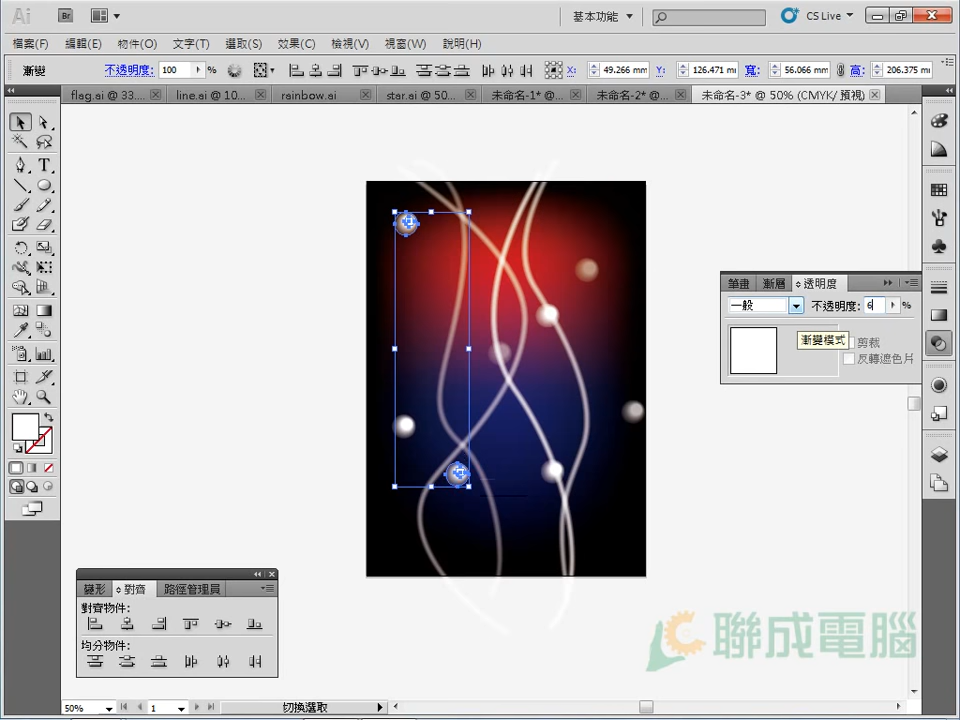 Ai Br 基本功能 CS Live
檔案(F) 編輯(E) 物件(O) 文字(T) 選取(S) 效果(C) 檢視(V) 視窗(W) 說明(H)
漸變 不透明度: 100 % X: 49.266 mm Y: 126.471 mm 寬: 56.066 mm 高: 206.375 mm
flag.ai @ 33.... line.ai @ 10... rainbow.ai star.ai @ 50... 未命名-1* @... 未命名-2* @... 未命名-3* @ 50% (CMYK/ 預視)
筆畫 漸層 透明度
一般 不透明度: 6 %
漸變模式 剪裁
反轉遮色片
變形 對齊 路徑管理員
對齊物件:
均分物件:
聯成電腦
50% 1 切換選取